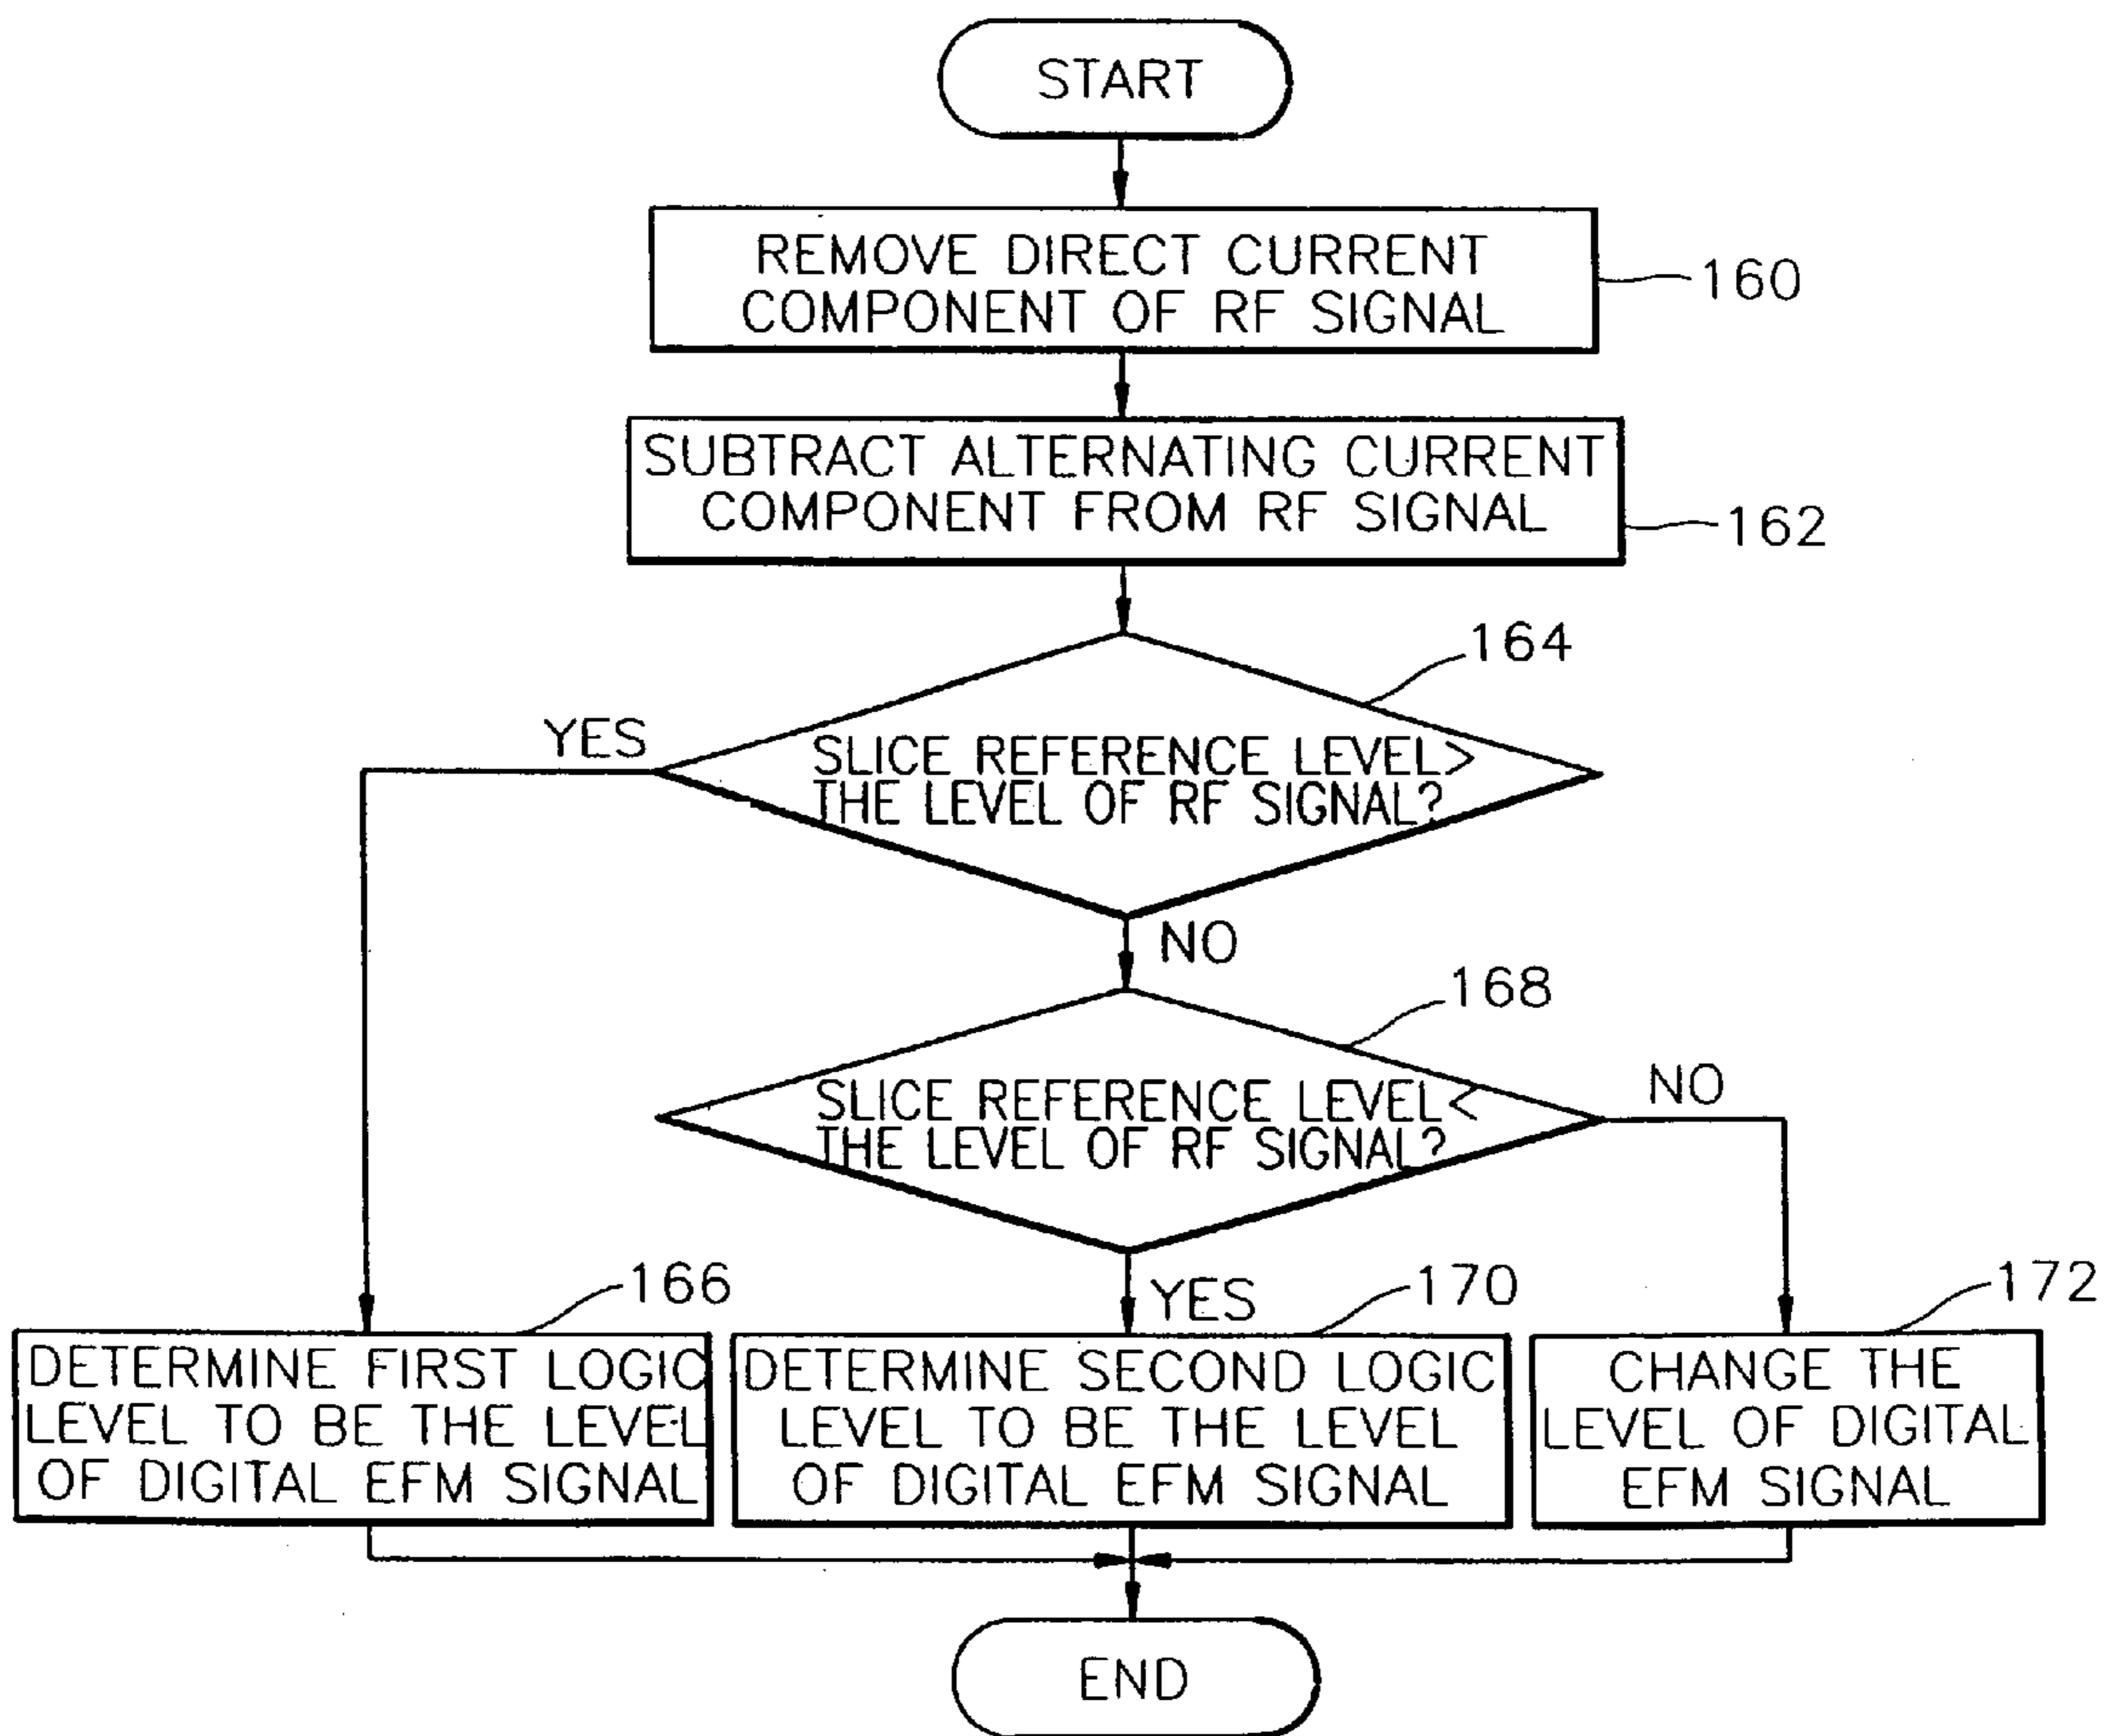 START
REMOVE DIRECT CURRENT
COMPONENT OF RF SIGNAL
160
SUBTRACT ALTERNATING CURRENT
COMPONENT FROM RF SIGNAL
162
164
YES
SLICE REFERENCE LEVEL>
THE LEVEL OF RF SIGNAL?
NO
168
SLICE REFERENCE LEVEL<
THE LEVEL OF RF SIGNAL?
NO
YES
166
DETERMINE FIRST LOGIC
LEVEL TO BE THE LEVEL
OF DIGITAL EFM SIGNAL
170
DETERMINE SECOND LOGIC
LEVEL TO BE THE LEVEL
OF DIGITAL EFM SIGNAL
172
CHANGE THE
LEVEL OF DIGITAL
EFM SIGNAL
END